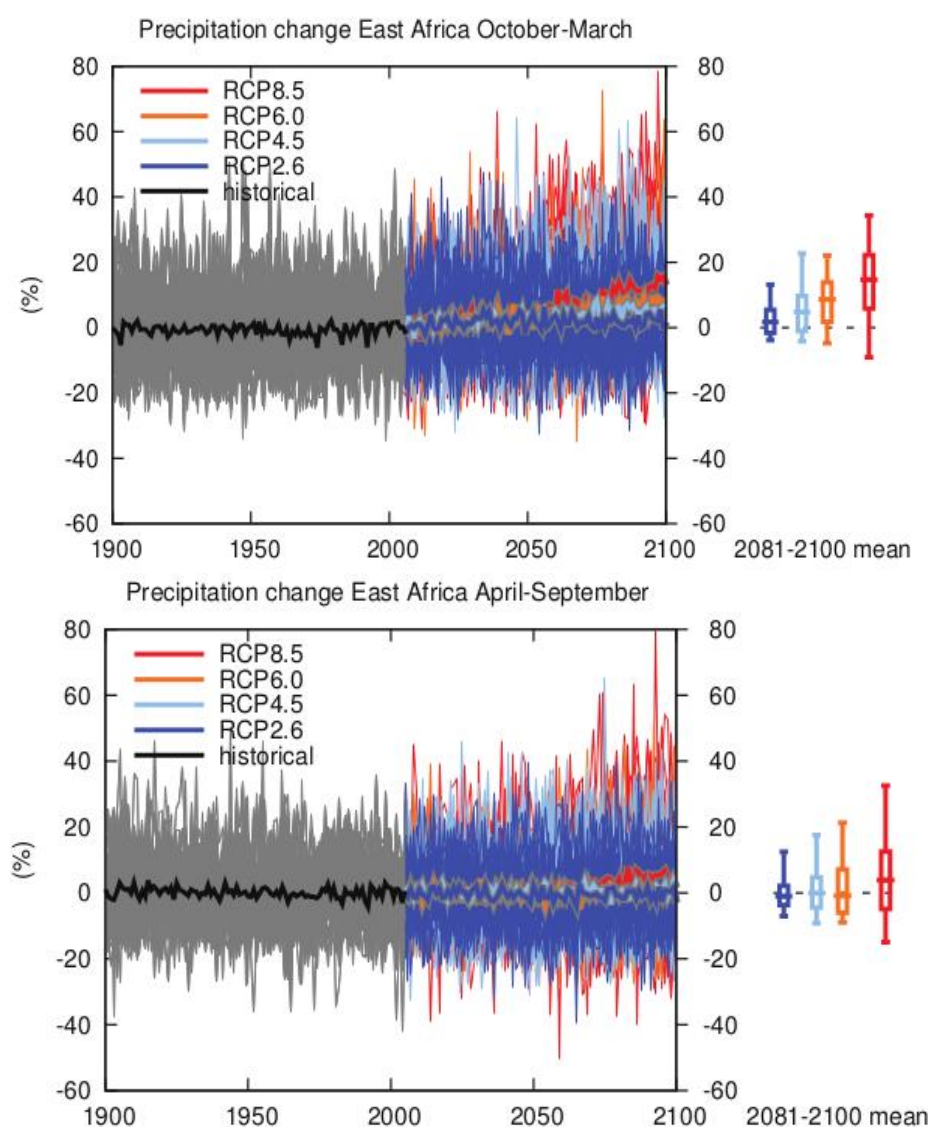 Precipitation change East Africa October-March
80
60
40
20
0
-20
-40
-60
(%)
RCP8.5
RCP6.0
RCP4.5
RCP2.6
historical
80
60
40
20
0
-20
-40
-60
1900 1950 2000 2050 2100 2081-2100 mean
Precipitation change East Africa April-September
80
60
40
20
0
-20
-40
-60
(%)
RCP8.5
RCP6.0
RCP4.5
RCP2.6
historical
80
60
40
20
0
-20
-40
-60
1900 1950 2000 2050 2100 2081-2100 mean